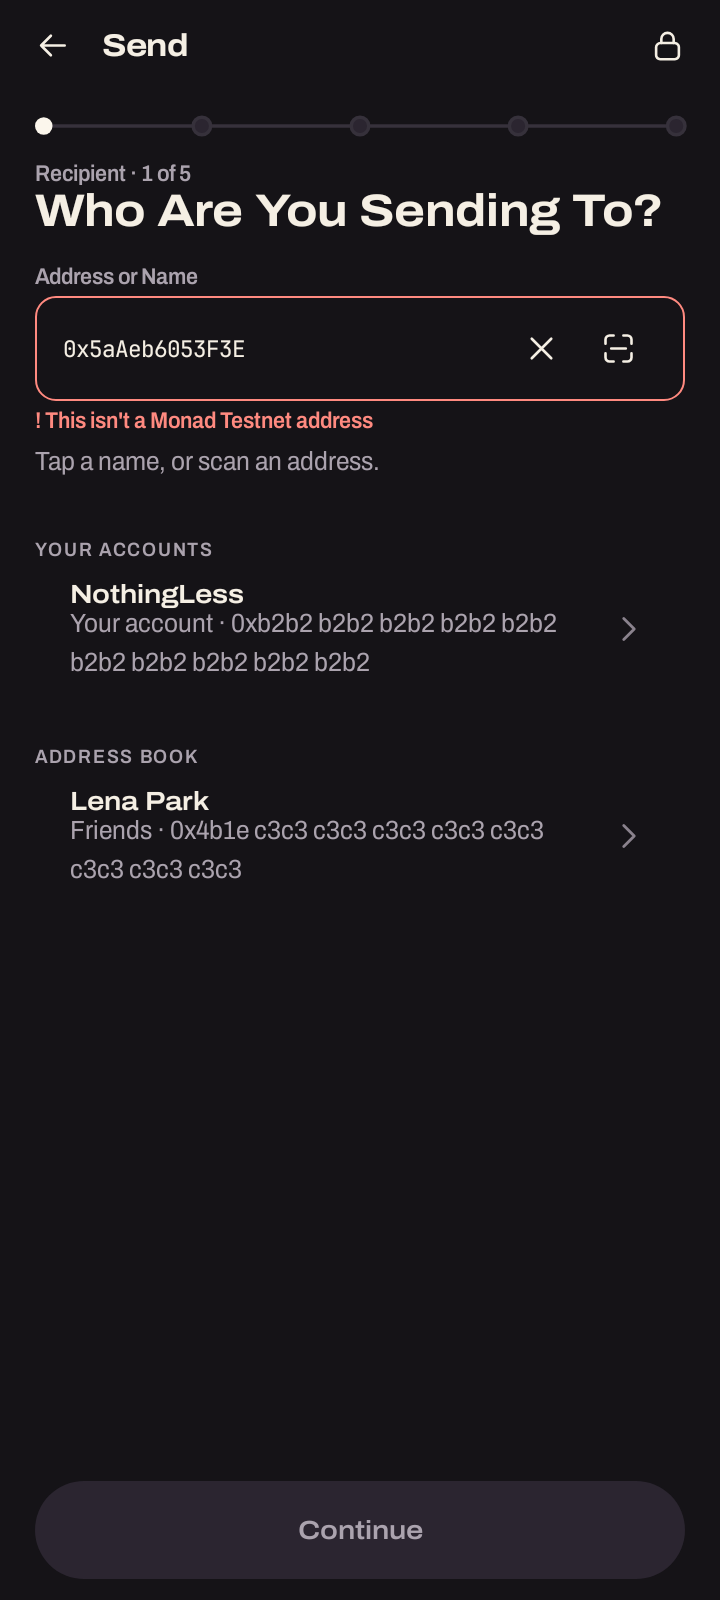 Send
Recipient · 1 of 5
Who Are You Sending To?
Address or Name
0x5aAeb6053F3E
! This isn't a Monad Testnet address
Tap a name, or scan an address.
YOUR ACCOUNTS
NothingLess
Your account · 0xb2b2 b2b2 b2b2 b2b2 b2b2
b2b2 b2b2 b2b2 b2b2 b2b2
ADDRESS BOOK
Lena Park
Friends · 0x4b1e c3c3 c3c3 c3c3 c3c3 c3c3
c3c3 c3c3 c3c3
Continue